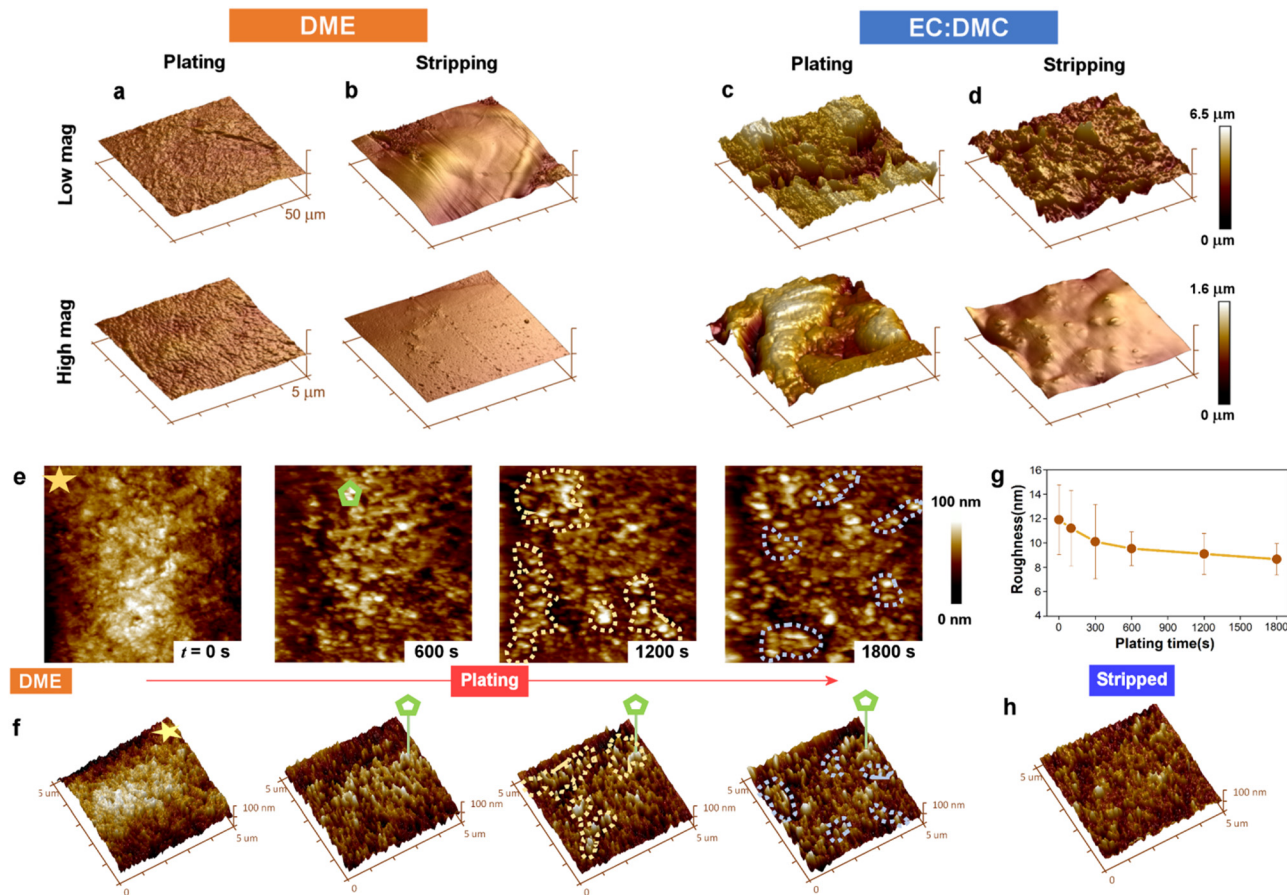 DME
EC:DMC
Plating
Stripping
Plating
Stripping
a
b
c
d
Low mag
50 μm
6.5 μm
0 μm
High mag
5 μm
1.6 μm
0 μm
e
t = 0 s
600 s
1200 s
1800 s
100 nm
0 nm
g
Roughness(nm)
16
14
12
10
8
6
4
0
300
600
900
1200
1500
1800
Plating time(s)
DME
Plating
Stripped
f
5 um
100 nm
5 um
0
5 um
100 nm
5 um
0
5 um
100 nm
5 um
0
5 um
100 nm
5 um
0
h
5 um
100 nm
5 um
0